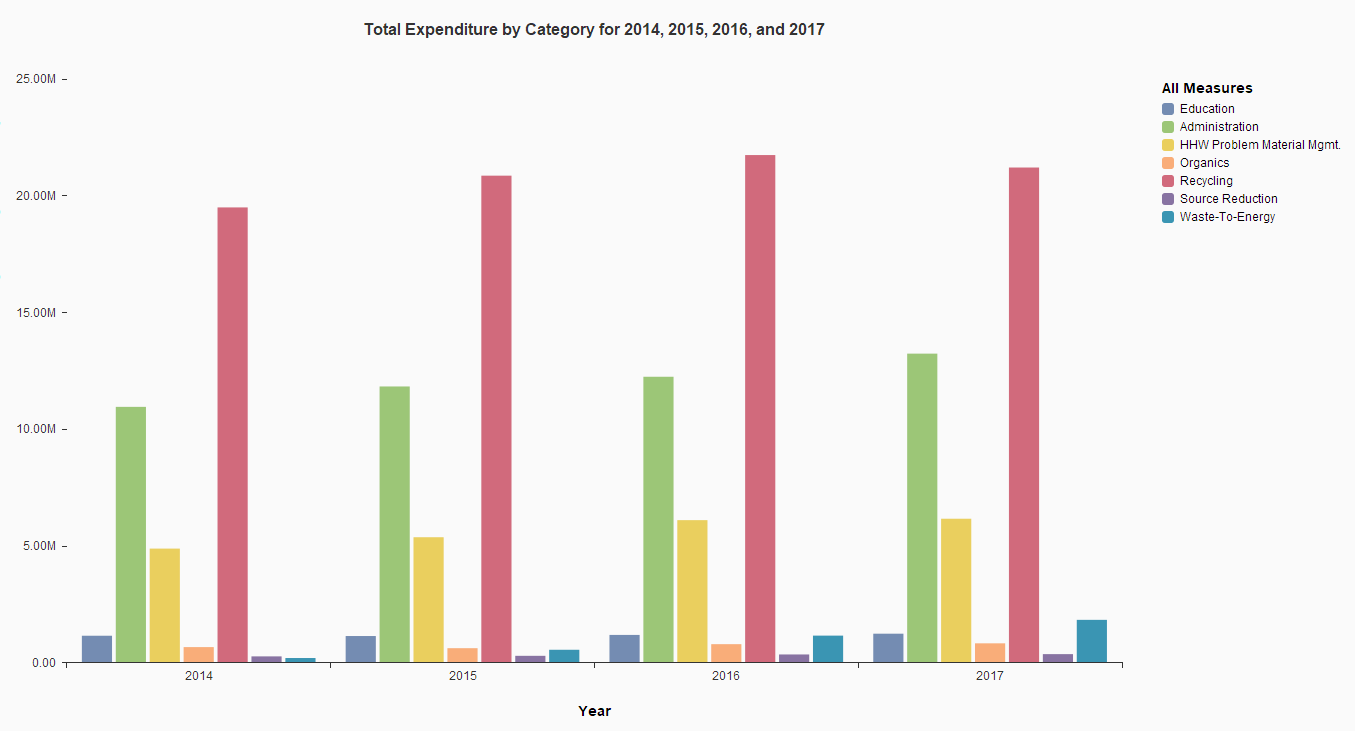 Total Expenditure by Category for 2014, 2015, 2016, and 2017
25.00M
20.00M
15.00M
10.00M
5.00M
0.00
2014
2015
2016
2017
Year
All Measures
Education
Administration
HHW Problem Material Mgmt.
Organics
Recycling
Source Reduction
Waste-To-Energy